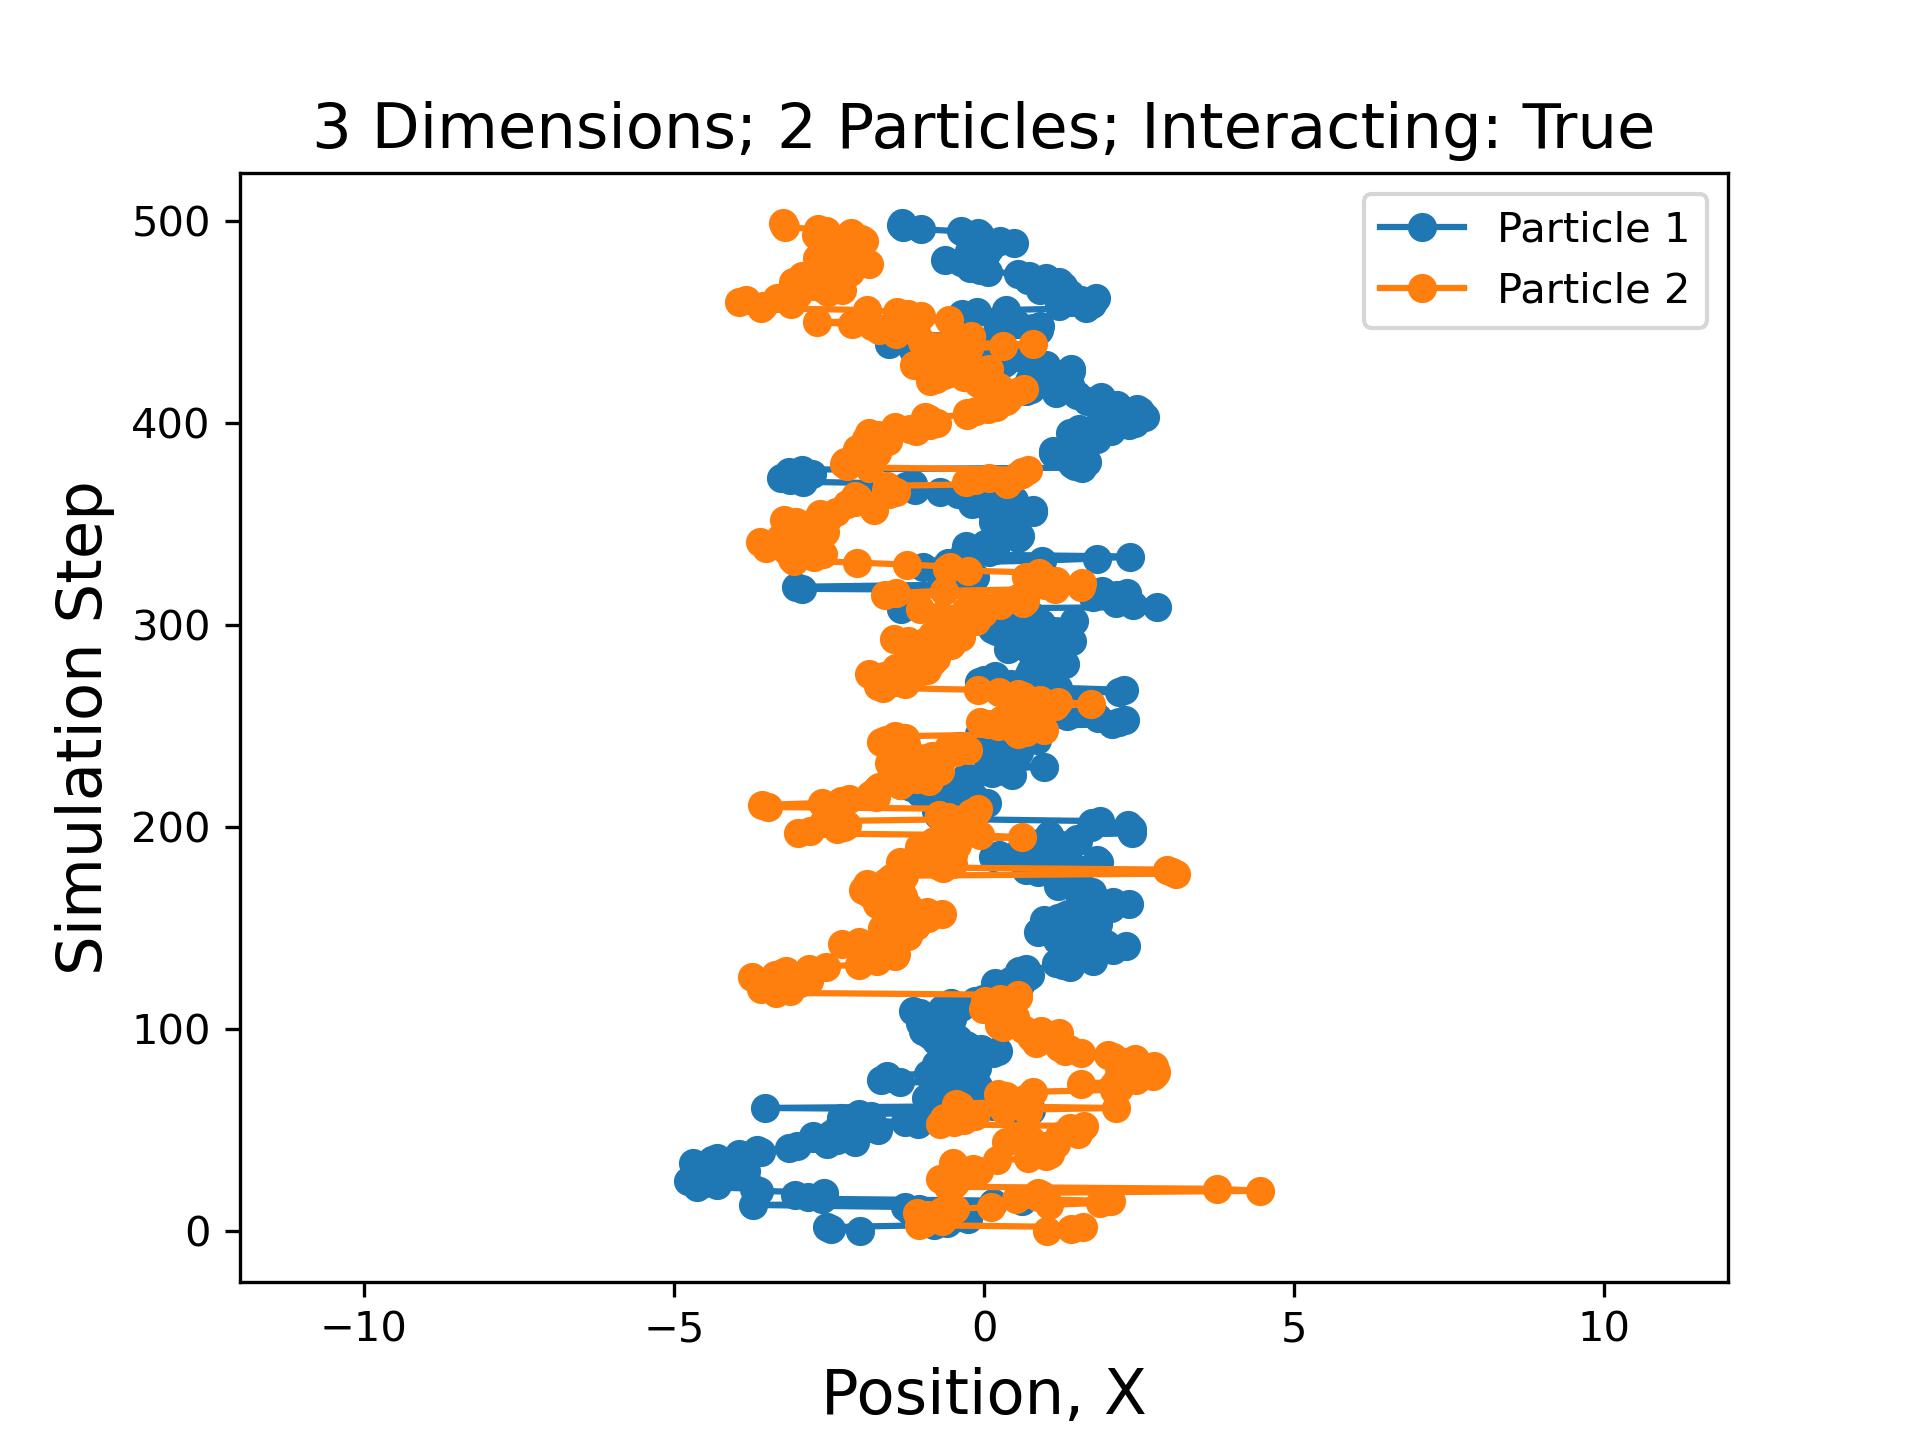 3 Dimensions; 2 Particles; Interacting: True
Particle 1
Particle 2
500
400
300
200
100
0
Simulation Step
−10
−5
0
5
10
Position, X